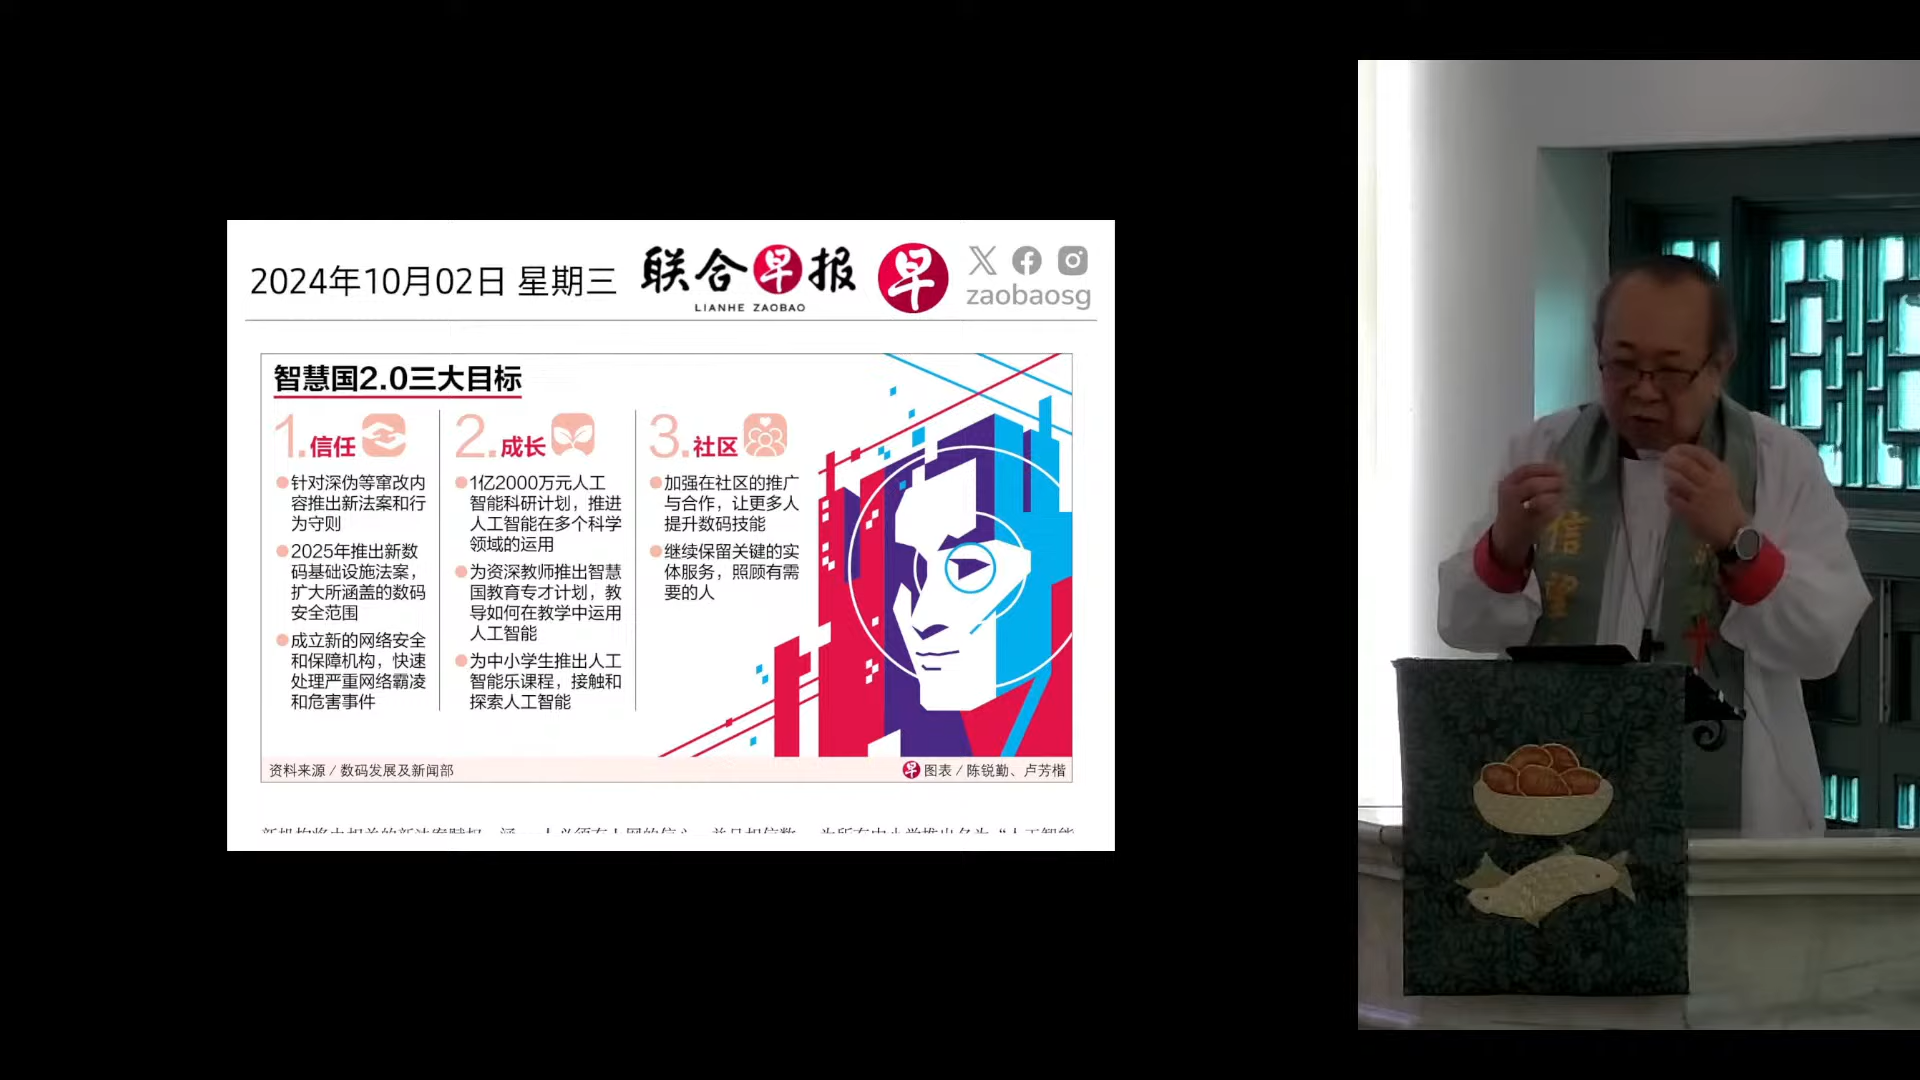 2024年10月02日 星期三
联合早报
LIANHE ZAOBAO
早
zaobaosg
智慧国2.0三大目标
1.信任
针对深伪等窜改内
容推出新法案和行
为守则
2025年推出新数
码基础设施法案，
扩大所涵盖的数码
安全范围
成立新的网络安全
和保障机构，快速
处理严重网络霸凌
和危害事件
2.成长
1亿2000万元人工
智能科研计划，推进
人工智能在多个科学
领域的运用
为资深教师推出智慧
国教育专才计划，教
导如何在教学中运用
人工智能
为中小学生推出人工
智能乐课程，接触和
探索人工智能
3.社区
加强在社区的推广
与合作，让更多人
提升数码技能
继续保留关键的实
体服务，照顾有需
要的人
资料来源／数码发展及新闻部
早 图表／陈锐勤、卢芳楷
信
望